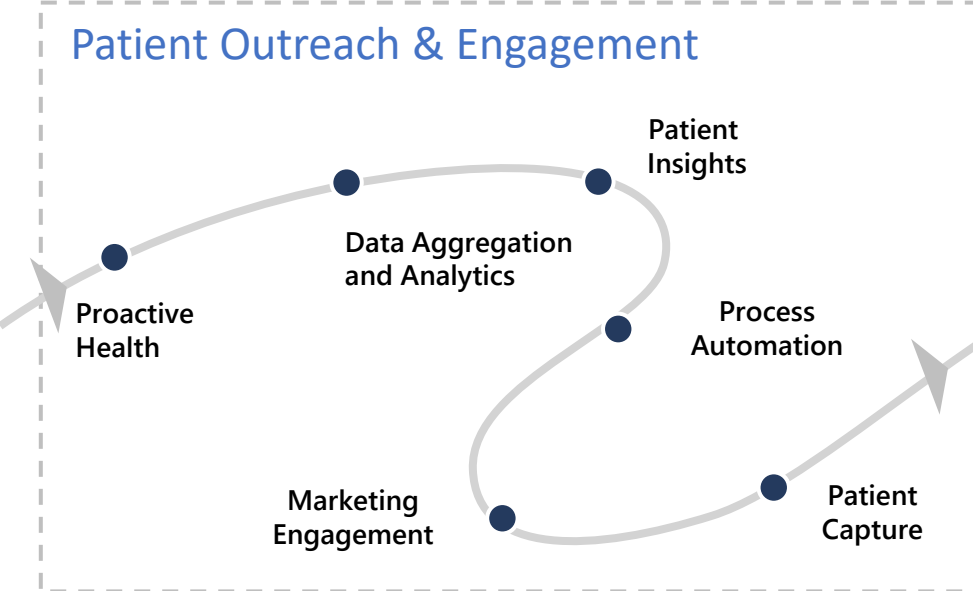 Patient Outreach & Engagement
Patient
Insights
Data Aggregation
and Analytics
Proactive
Health
Process
Automation
Marketing
Engagement
Patient
Capture